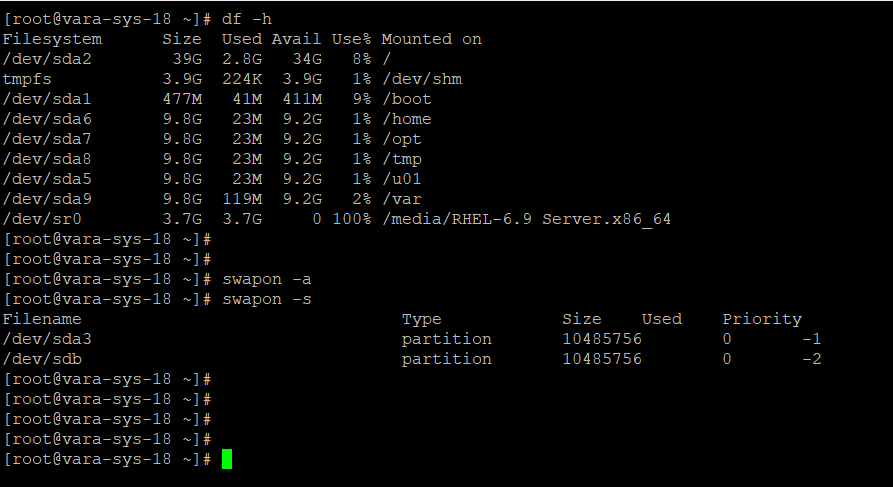 [root@vara-sys-18 ~]# df -h
Filesystem      Size  Used Avail Use% Mounted on
/dev/sda2        39G  2.8G   34G   8% /
tmpfs           3.9G  224K  3.9G   1% /dev/shm
/dev/sda1       477M   41M  411M   9% /boot
/dev/sda6       9.8G   23M  9.2G   1% /home
/dev/sda7       9.8G   23M  9.2G   1% /opt
/dev/sda8       9.8G   23M  9.2G   1% /tmp
/dev/sda5       9.8G   23M  9.2G   1% /u01
/dev/sda9       9.8G  119M  9.2G   2% /var
/dev/sr0        3.7G  3.7G     0 100% /media/RHEL-6.9 Server.x86_64
[root@vara-sys-18 ~]#
[root@vara-sys-18 ~]#
[root@vara-sys-18 ~]# swapon -a
[root@vara-sys-18 ~]# swapon -s
Filename                                Type            Size    Used    Priority
/dev/sda3                               partition       10485756        0       -1
/dev/sdb                                partition       10485756        0       -2
[root@vara-sys-18 ~]#
[root@vara-sys-18 ~]#
[root@vara-sys-18 ~]#
[root@vara-sys-18 ~]#
[root@vara-sys-18 ~]#